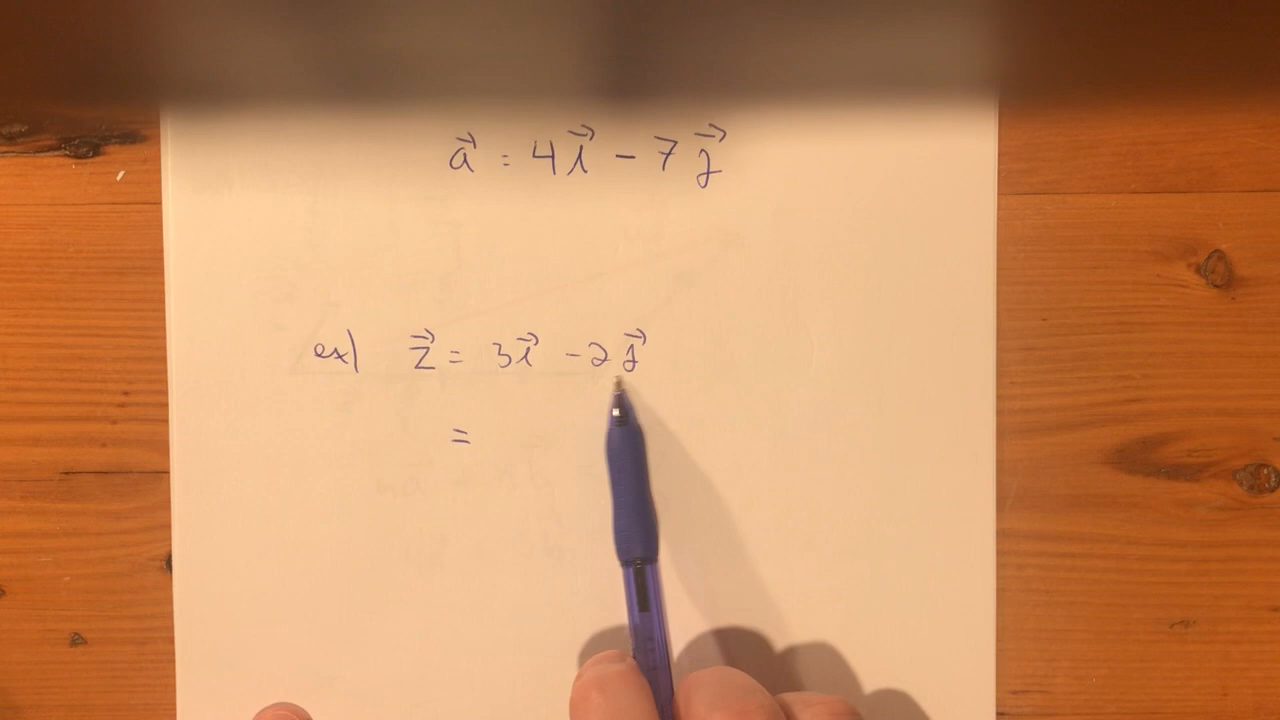 a⃗ = 4i⃗ - 7j⃗
ex) z⃗ = 3i⃗ -2j⃗
=